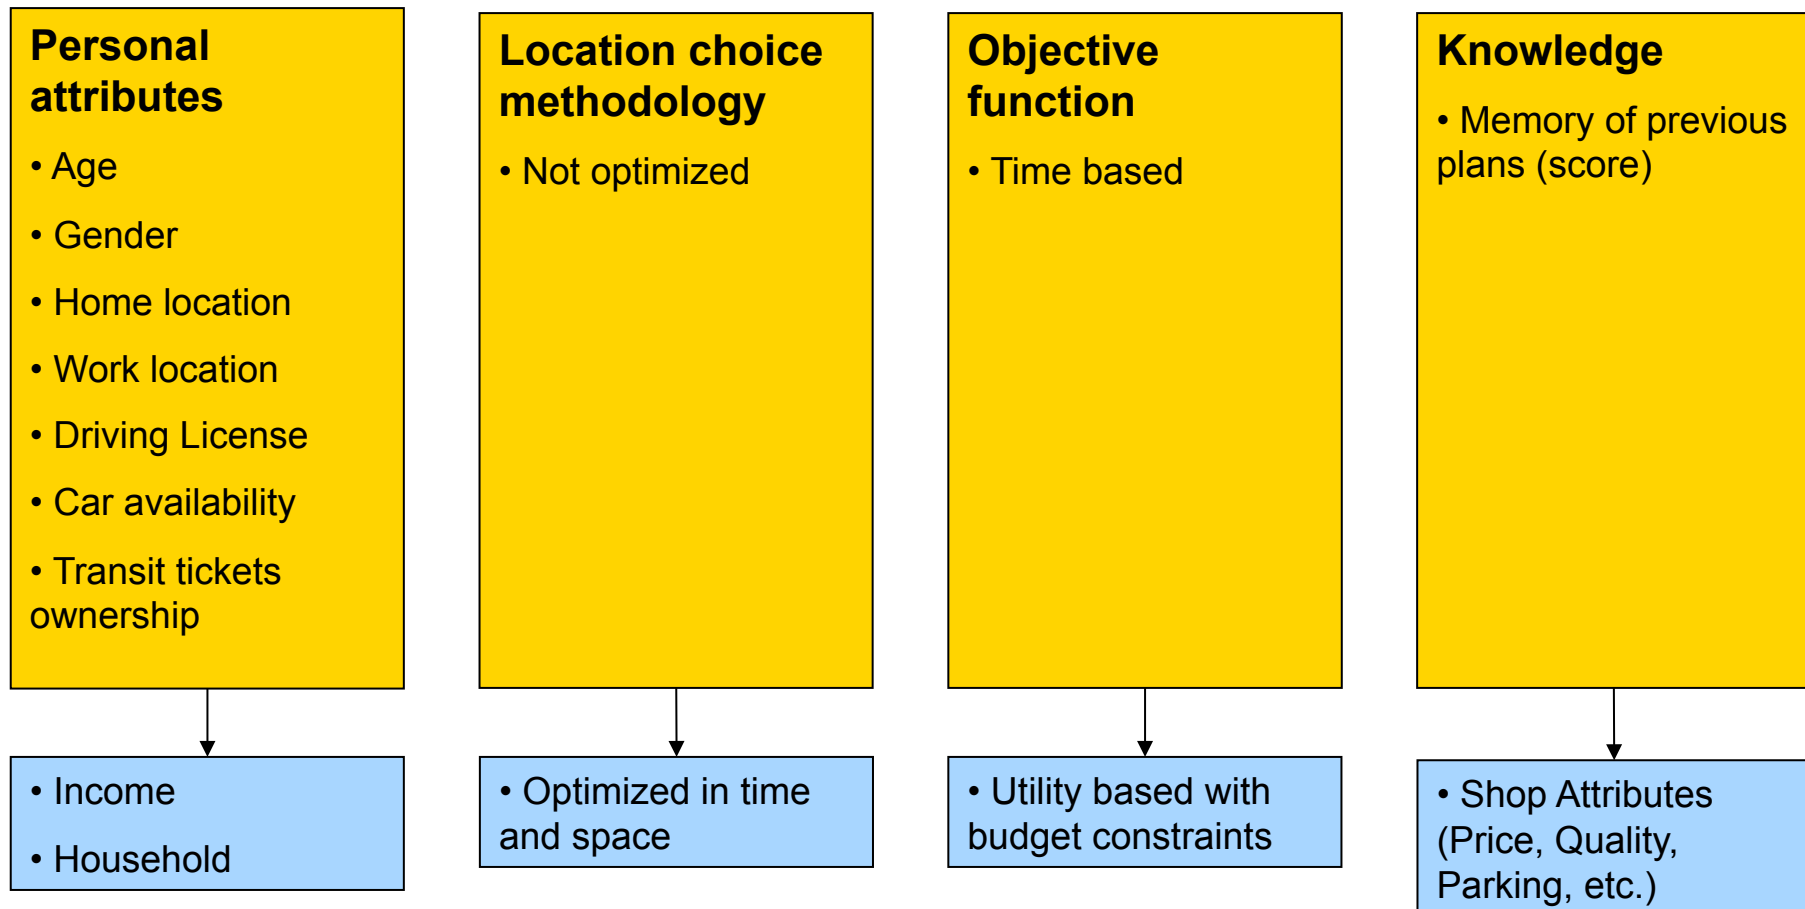 Personal
attributes
• Age
• Gender
• Home location
• Work location
• Driving License
• Car availability
• Transit tickets
ownership
• Income
• Household
Location choice
methodology
• Not optimized
• Optimized in time
and space
Objective
function
• Time based
• Utility based with
budget constraints
Knowledge
• Memory of previous
plans (score)
• Shop Attributes
(Price, Quality,
Parking, etc.)